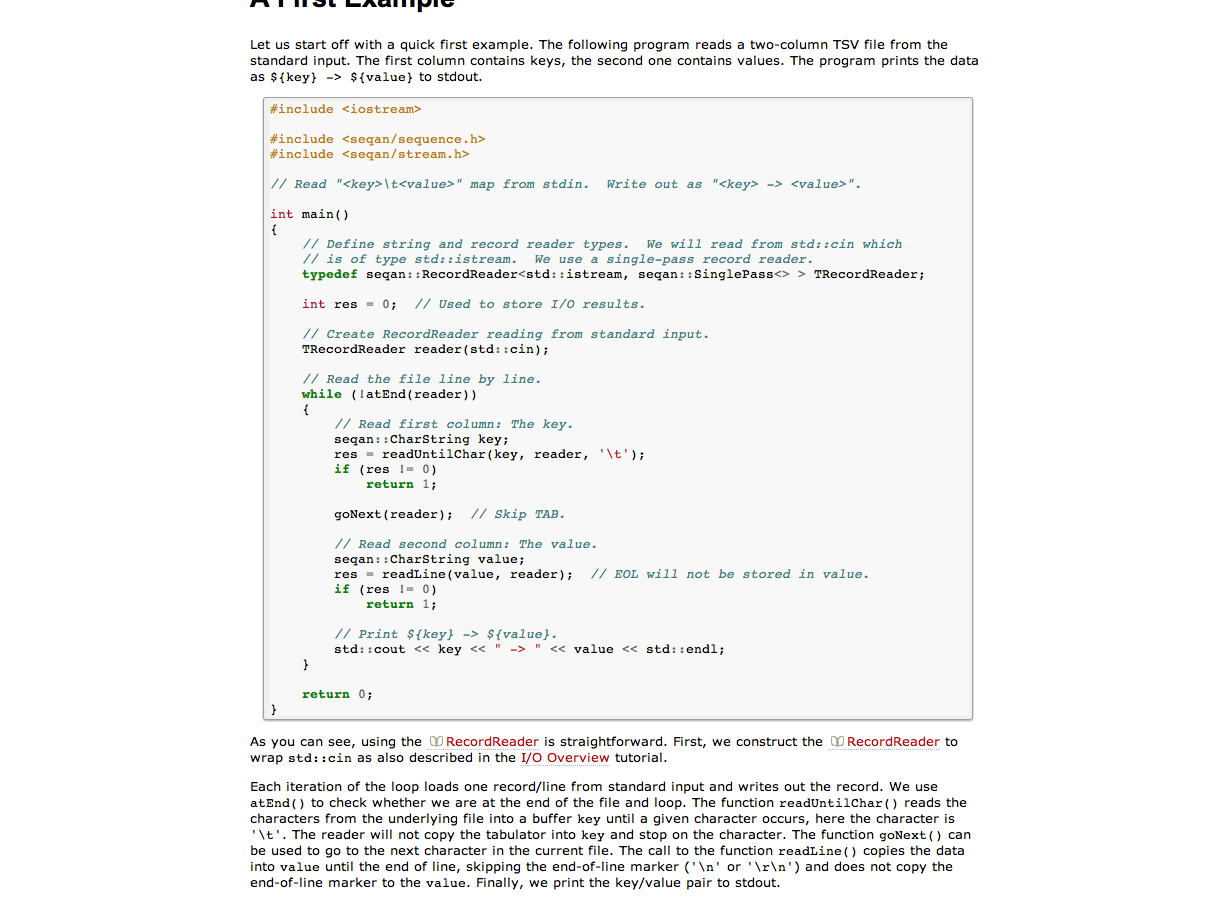 A First Example
Let us start off with a quick first example. The following program reads a two-column TSV file from the
standard input. The first column contains keys, the second one contains values. The program prints the data
as ${key} -> ${value} to stdout.
#include <iostream>
#include <seqan/sequence.h>
#include <seqan/stream.h>
// Read "<key>\t<value>" map from stdin.  Write out as "<key> -> <value>".
int main()
{
    // Define string and record reader types.  We will read from std::cin which
    // is of type std::istream.  We use a single-pass record reader.
    typedef seqan::RecordReader<std::istream, seqan::SinglePass<> > TRecordReader;
    int res = 0;  // Used to store I/O results.
    // Create RecordReader reading from standard input.
    TRecordReader reader(std::cin);
    // Read the file line by line.
    while (!atEnd(reader))
    {
        // Read first column: The key.
        seqan::CharString key;
        res = readUntilChar(key, reader, '\t');
        if (res != 0)
            return 1;
        goNext(reader);  // Skip TAB.
        // Read second column: The value.
        seqan::CharString value;
        res = readLine(value, reader);  // EOL will not be stored in value.
        if (res != 0)
            return 1;
        // Print ${key} -> ${value}.
        std::cout << key << " -> " << value << std::endl;
    }
    return 0;
}
As you can see, using the RecordReader is straightforward. First, we construct the RecordReader to
wrap std::cin as also described in the I/O Overview tutorial.
Each iteration of the loop loads one record/line from standard input and writes out the record. We use
atEnd() to check whether we are at the end of the file and loop. The function readUntilChar() reads the
characters from the underlying file into a buffer key until a given character occurs, here the character is
'\t'. The reader will not copy the tabulator into key and stop on the character. The function goNext() can
be used to go to the next character in the current file. The call to the function readLine() copies the data
into value until the end of line, skipping the end-of-line marker ('\n' or '\r\n') and does not copy the
end-of-line marker to the value. Finally, we print the key/value pair to stdout.